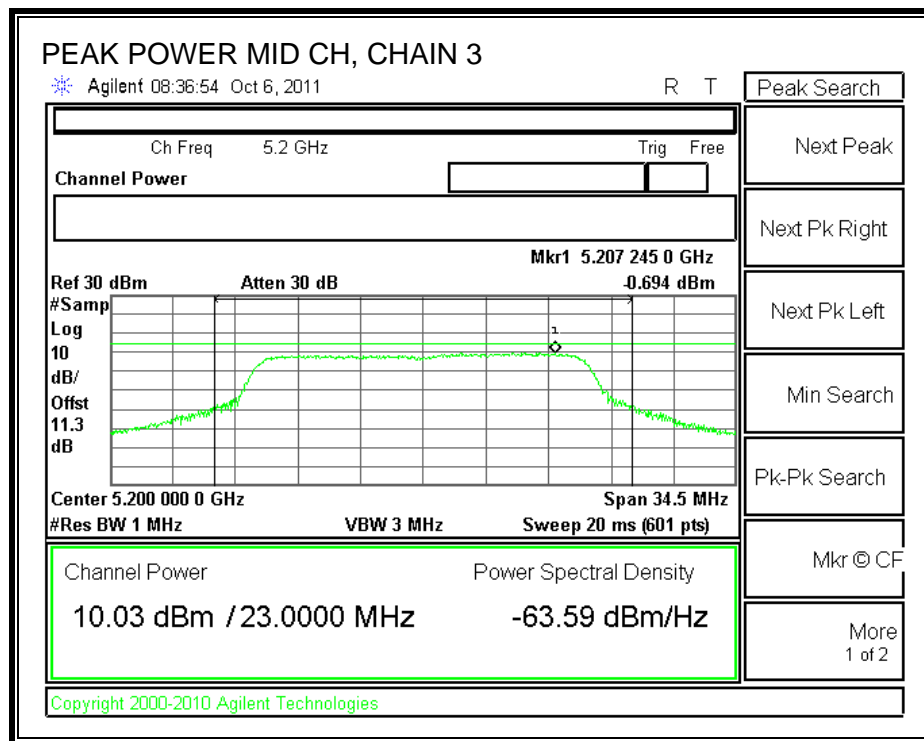 PEAK POWER MID CH, CHAIN 3
Agilent 08:36:54 Oct 6, 2011 R T
Peak Search
Ch Freq 5.2 GHz Trig Free
Next Peak
Channel Power
Next Pk Right
Mkr1 5.207 245 0 GHz
Ref 30 dBm Atten 30 dB -0.694 dBm
#Samp
Log
10
dB/
Offst
11.3
dB
1
Next Pk Left
Min Search
Pk-Pk Search
Center 5.200 000 0 GHz Span 34.5 MHz
#Res BW 1 MHz VBW 3 MHz Sweep 20 ms (601 pts)
Mkr © CF
Channel Power Power Spectral Density
10.03 dBm / 23.0000 MHz -63.59 dBm/Hz
More
1 of 2
Copyright 2000-2010 Agilent Technologies